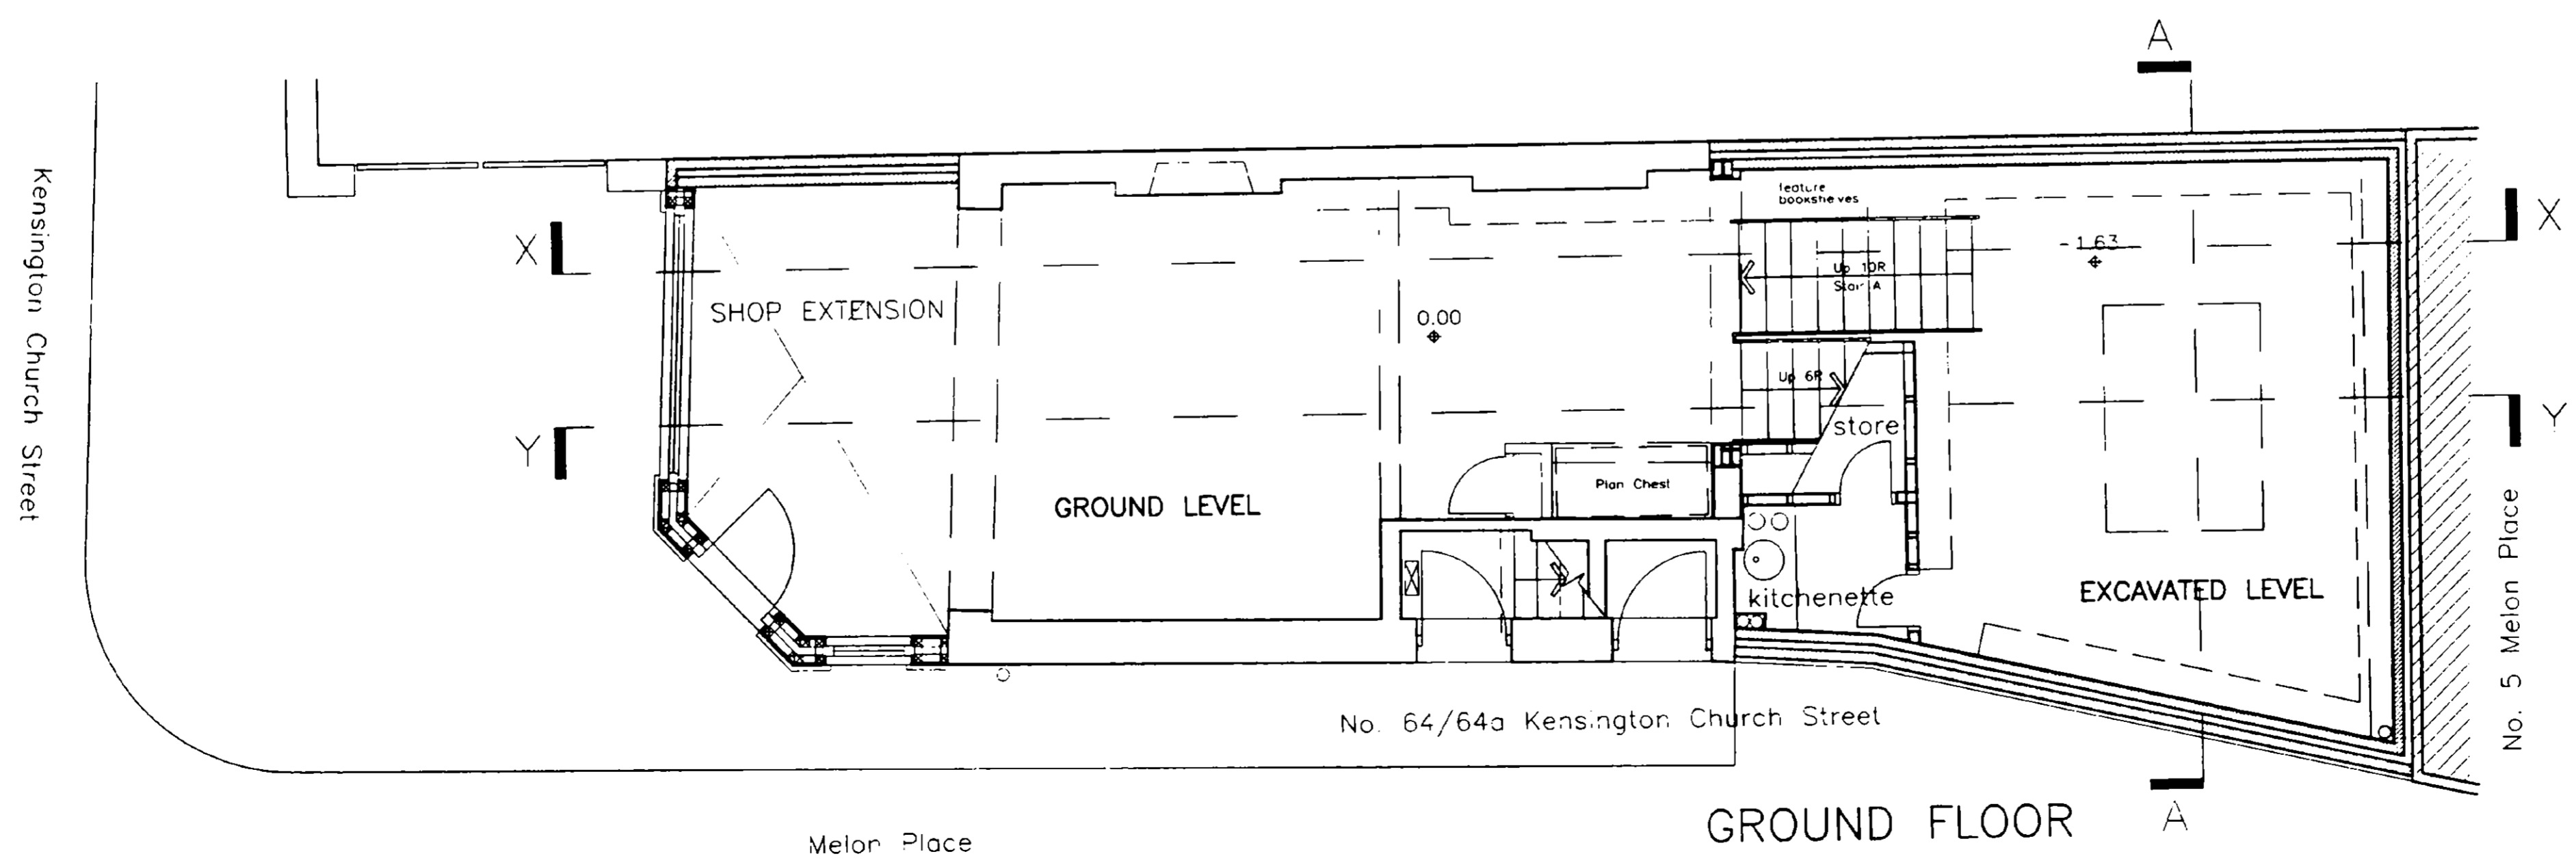 A
Kensington Church Street
feature
bookshelves
X
X
-1.63
Up 10R
Stair A
SHOP EXTENSION
0.00
Up 6R
Y
Y
store
Plan Chest
GROUND LEVEL
kitchenette
EXCAVATED LEVEL
No. 5 Melon Place
No. 64/64a Kensington Church Street
A
GROUND FLOOR
Melon Place